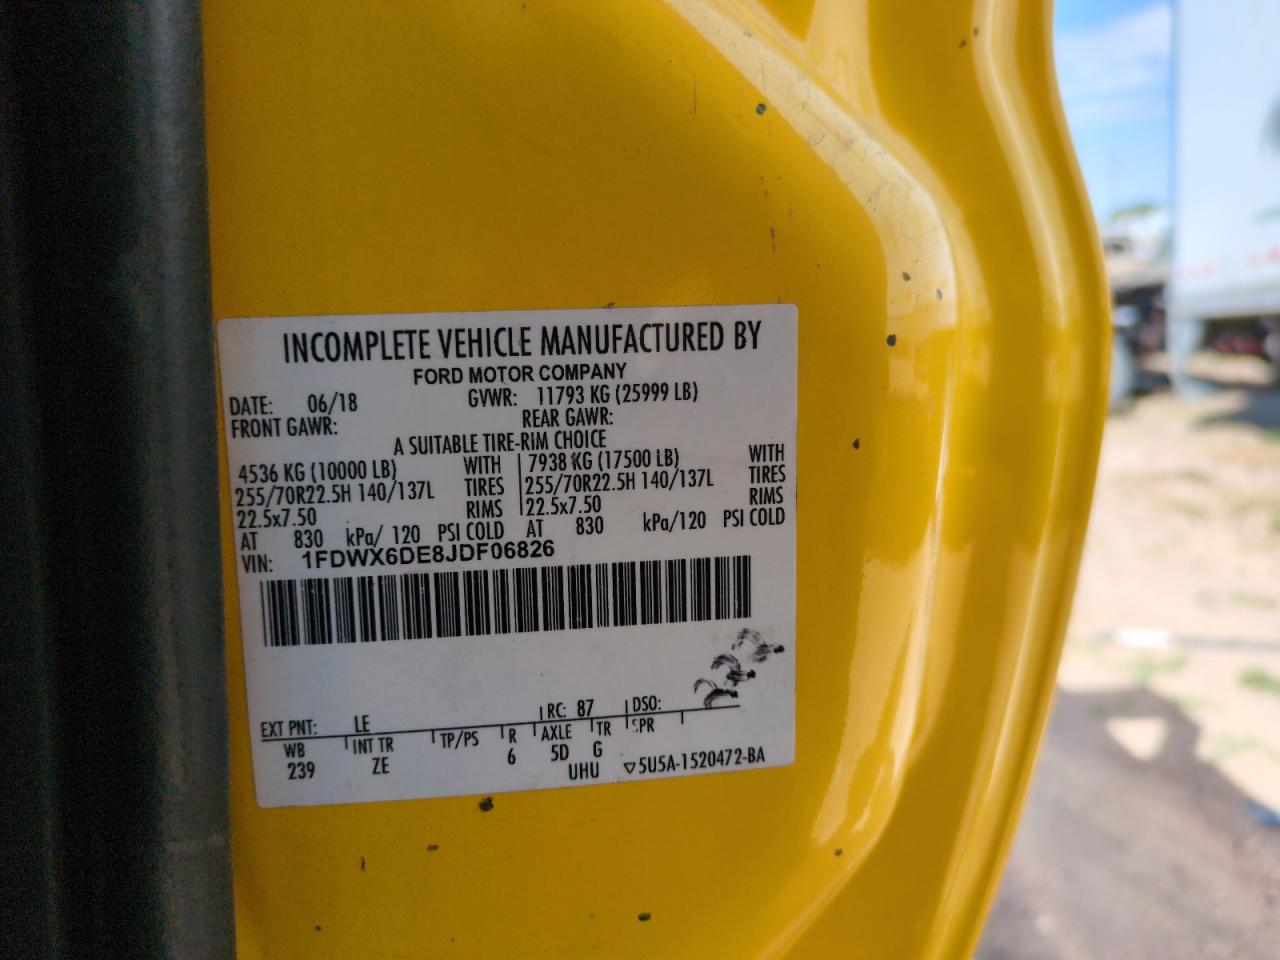 INCOMPLETE VEHICLE MANUFACTURED BY
FORD MOTOR COMPANY
DATE: 06/18 GVWR: 11793 KG (25999 LB)
FRONT GAWR: REAR GAWR:
A SUITABLE TIRE-RIM CHOICE
4536 KG (10000 LB) WITH 7938 KG (17500 LB) WITH
255/70R22.5H 140/137L TIRES 255/70R22.5H 140/137L TIRES
22.5x7.50 RIMS 22.5x7.50 RIMS
AT 830 kPa/ 120 PSI COLD AT 830 kPa/120 PSI COLD
VIN: 1FDWX6DE8JDF06826
EXT PNT: LE RC: 87 DSO:
WB INT TR TP/PS R AXLE TR SPR
239 ZE 6 5D G
UHU ▽5U5A-1520472-BA